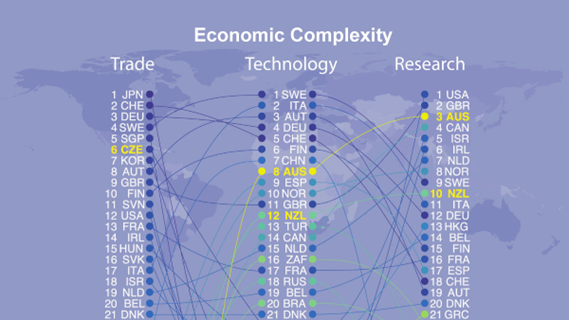 Economic Complexity
Trade Technology Research
1 JPN 1 SWE 1 USA
2 CHE 2 ITA 2 GBR
3 DEU 3 AUT 3 AUS
4 SWE 4 DEU 4 CAN
5 SGP 5 CHE 5 ISR
6 CZE 6 FIN 6 IRL
7 KOR 7 CHN 7 NLD
8 AUT 8 AUS 8 NOR
9 GBR 9 ESP 9 SWE
10 FIN 10 NOR 10 NZL
11 SVN 11 GBR 11 ITA
12 USA 12 NZL 12 DEU
13 FRA 13 TUR 13 HKG
14 IRL 14 CAN 14 BEL
15 HUN 15 NLD 15 FIN
16 SVK 16 ZAF 16 FRA
17 ITA 17 FRA 17 ESP
18 ISR 18 RUS 18 CHE
19 NLD 19 BEL 19 AUT
20 BEL 20 BRA 20 DNK
21 DNK 21 DNK 21 GRC